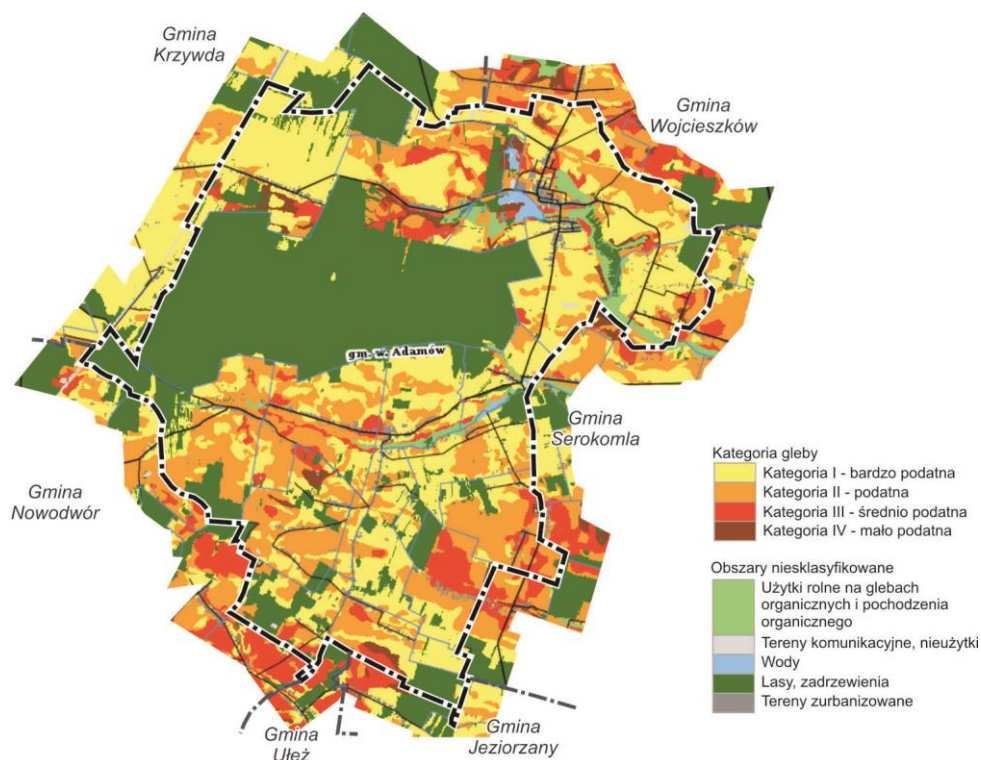 Gmina
Krzywda
Gmina
Wojcieszków
gm. w. Adamów
Gmina
Serokomla
Gmina
Nowodwór
Gmina
Ułęż
Gmina
Jeziorzany
Kategoria gleby
Kategoria I - bardzo podatna
Kategoria II - podatna
Kategoria III - średnio podatna
Kategoria IV - mało podatna
Obszary niesklasyfikowane
Użytki rolne na glebach
organicznych i pochodzenia
organicznego
Tereny komunikacyjne, nieużytki
Wody
Lasy, zadrzewienia
Tereny zurbanizowane